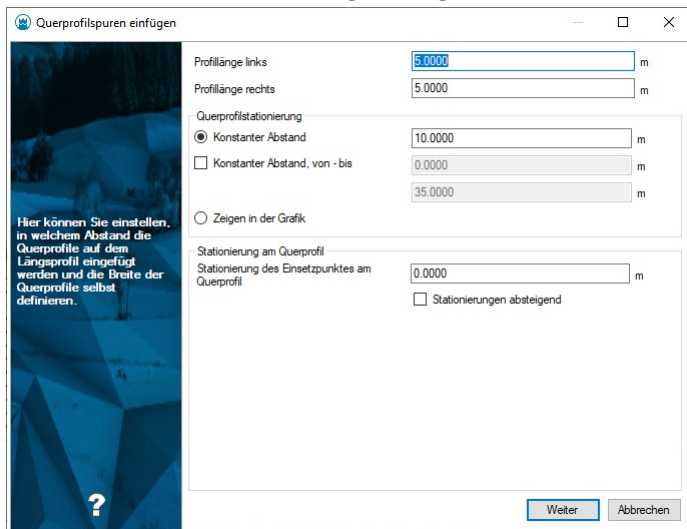 Querprofilspuren einfügen
Profillänge links 5.0000 m
Profillänge rechts 5.0000 m
Querprofilstationierung
Konstanter Abstand 10.0000 m
Konstanter Abstand, von - bis 0.0000 m
35.0000 m
Zeigen in der Grafik
Hier können Sie einstellen,
in welchem Abstand die
Querprofile auf dem
Längsprofil eingefügt
werden und die Breite der
Querprofile selbst
definieren.
Stationierung am Querprofil
Stationierung des Einsetzpunktes am
Querprofil
0.0000 m
Stationierungen absteigend
?
Weiter Abbrechen